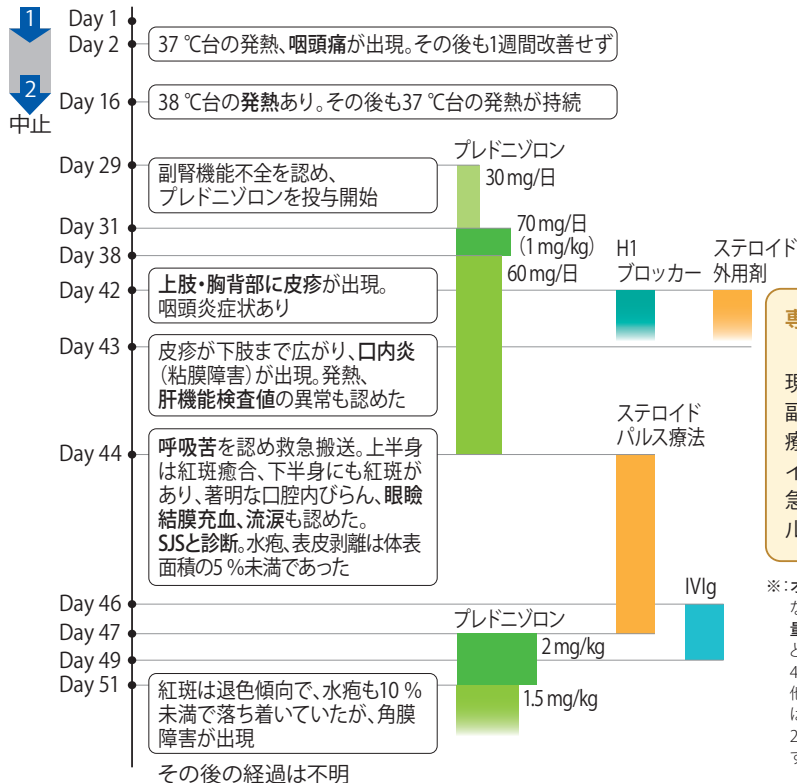 1
Day 1
Day 2
37 ℃台の発熱、咽頭痛が出現。その後も1週間改善せず
2
中止
Day 16
38 ℃台の発熱あり。その後も37 ℃台の発熱が持続
Day 29
副腎機能不全を認め、
プレドニゾロンを投与開始
プレドニゾロン
30 mg/日
Day 31
70 mg/日
(1 mg/kg)
Day 38
60 mg/日
H1
ブロッカー
ステロイド
外用剤
Day 42
上肢・胸背部に皮疹が出現。
咽頭炎症状あり
Day 43
皮疹が下肢まで広がり、口内炎
（粘膜障害）が出現。発熱、
肝機能検査値の異常も認めた
ステロイド
パルス療法
Day 44
呼吸苦を認め救急搬送。上半身
は紅斑癒合、下半身にも紅斑が
あり、著明な口腔内びらん、眼瞼
結膜充血、流涙も認めた。
SJSと診断。水疱、表皮剥離は体表
面積の5 %未満であった
Day 46
IVIg
Day 47
プレドニゾロン
2 mg/kg
Day 49
Day 51
1.5 mg/kg
紅斑は退色傾向で、水疱も10 %
未満で落ち着いていたが、角膜
障害が出現
その後の経過は不明
現
副
療
イ
急
ル
な
量
と
4
他
は
2
す